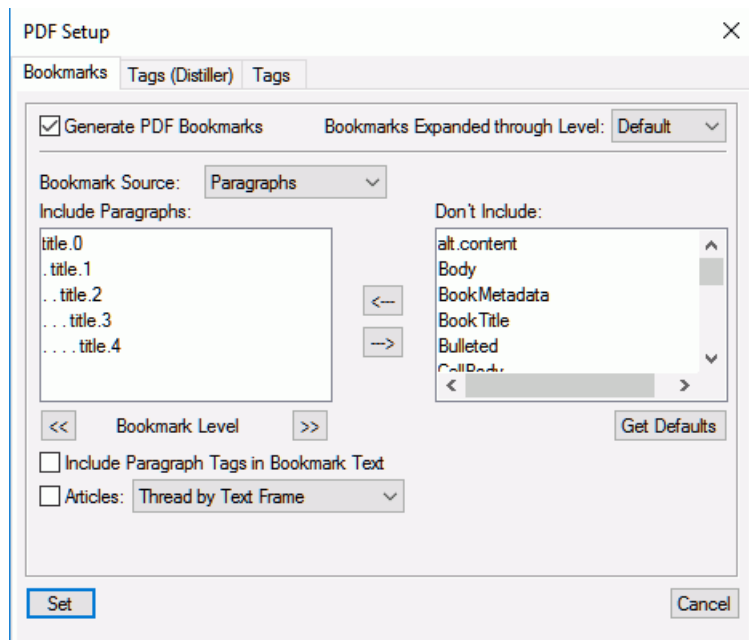 PDF Setup
Bookmarks Tags (Distiller) Tags
Generate PDF Bookmarks Bookmarks Expanded through Level: Default
Bookmark Source: Paragraphs
Include Paragraphs: Don't Include:
title.0
. title.1
. . title.2
. . . title.3
. . . . title.4
<---
--->
alt.content
Body
BookMetadata
BookTitle
Bulleted
CellBody
<< Bookmark Level >> Get Defaults
Include Paragraph Tags in Bookmark Text
Articles: Thread by Text Frame
Set Cancel